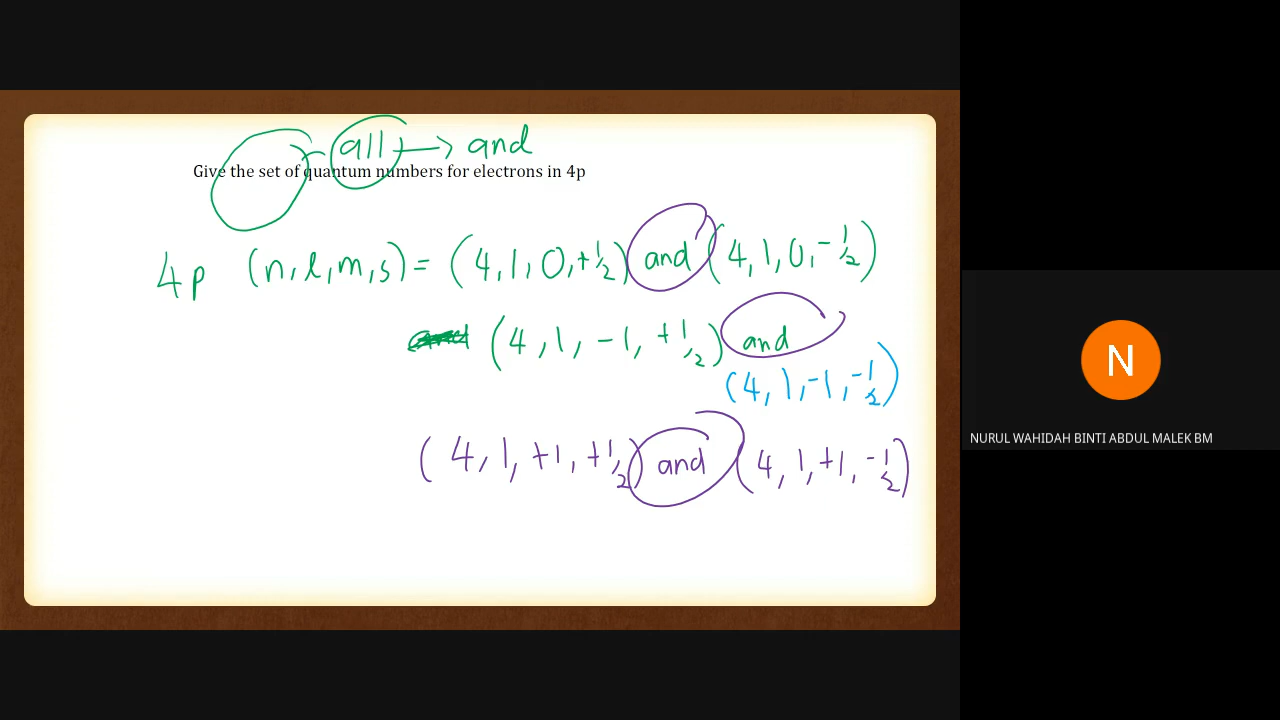 all → and
Give the set of quantum numbers for electrons in 4p
4p (n, l, m, s) = (4, 1, 0, +1/2) and (4, 1, 0, -1/2)
(4, 1, -1, +1/2) and
(4, 1, -1, -1/2)
(4, 1, +1, +1/2) and (4, 1, +1, -1/2)
N
NURUL WAHIDAH BINTI ABDUL MALEK BM